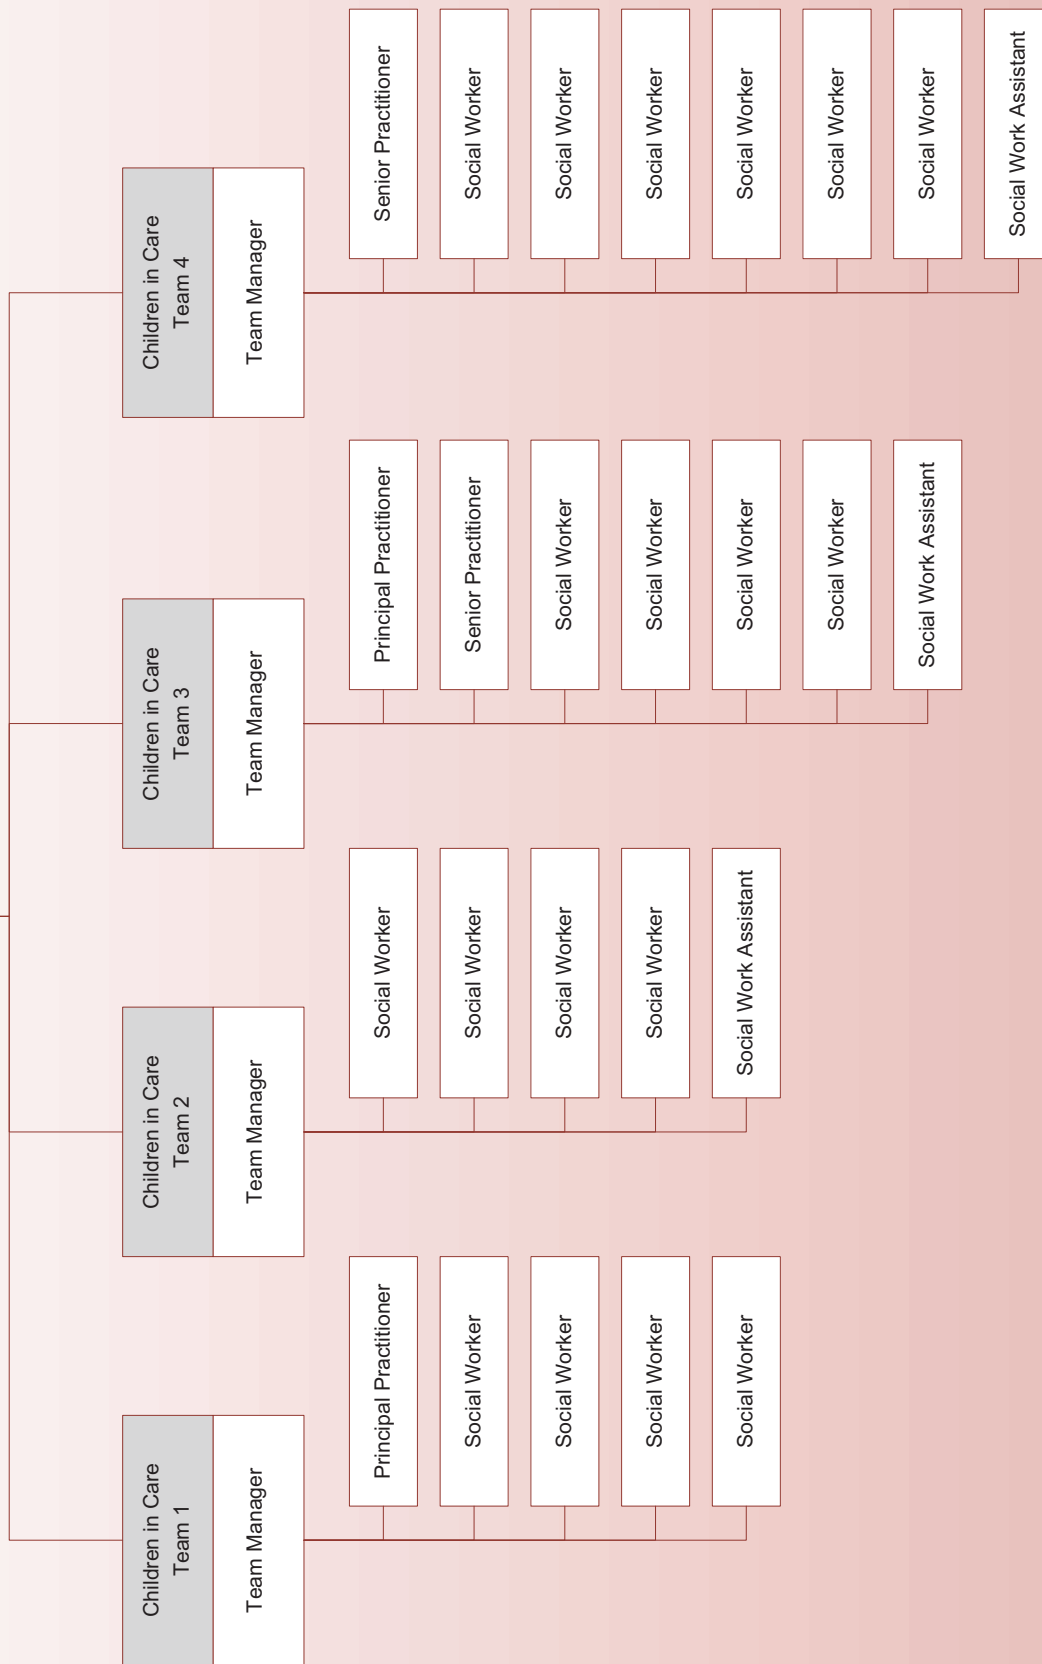 Children in Care
Team 1
Team Manager
Principal Practitioner
Social Worker
Social Worker
Social Worker
Social Worker
Children in Care
Team 2
Team Manager
Social Worker
Social Worker
Social Worker
Social Worker
Social Work Assistant
Children in Care
Team 3
Team Manager
Principal Practitioner
Senior Practitioner
Social Worker
Social Worker
Social Worker
Social Worker
Social Work Assistant
Children in Care
Team 4
Team Manager
Senior Practitioner
Social Worker
Social Worker
Social Worker
Social Worker
Social Worker
Social Worker
Social Work Assistant